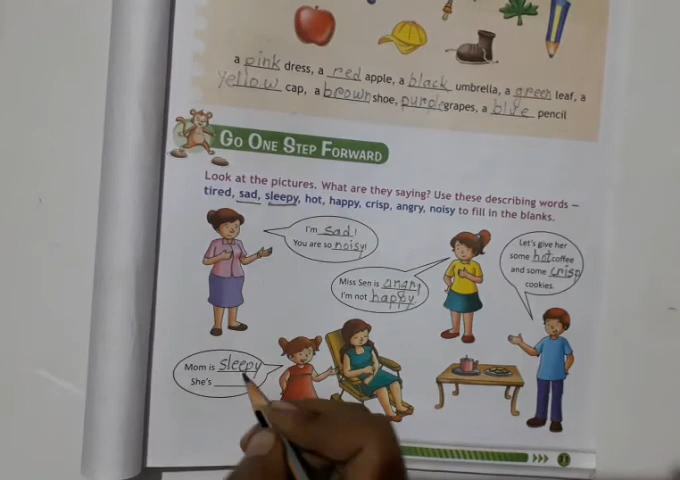 a pink dress, a red apple, a black umbrella, a green leaf, a
yellow cap, a brown shoe, purple grapes, a blue pencil
GO ONE STEP FORWARD
Look at the pictures. What are they saying? Use these describing words –
tired, sad, sleepy, hot, happy, crisp, angry, noisy to fill in the blanks.
I'm sad!
You are so noisy!
Miss Sen is angry
I'm not happy.
Let's give her
some hot coffee
and some crisp
cookies.
Mom is sleepy
She's